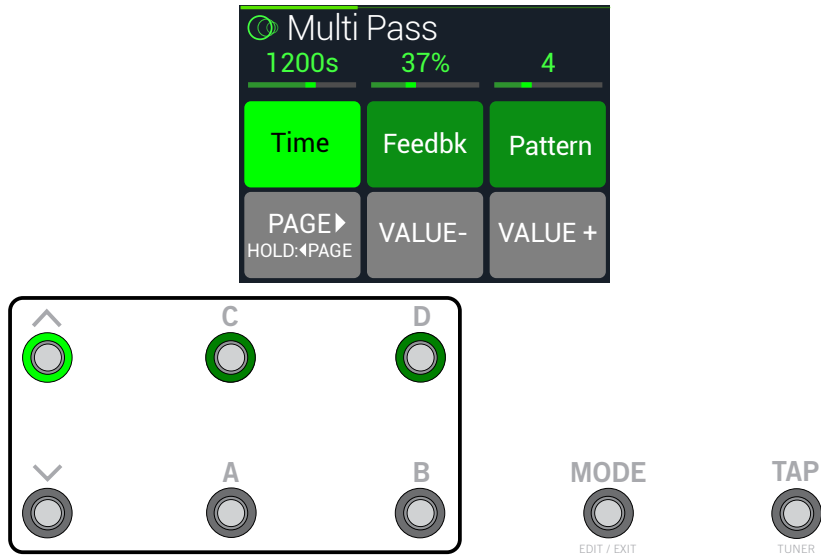 Multi Pass
1200s 37% 4
Time Feedbk Pattern
PAGE VALUE- VALUE +
HOLD: PAGE
C D
A B MODE TAP
EDIT / EXIT TUNER